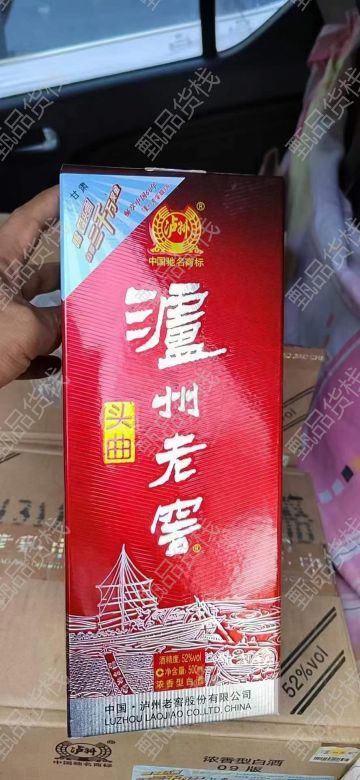 甄品货栈
甘肃
泸州
®
中国驰名商标
泸州老窖
®
头曲
酒精度:52%vol
净含量:500ml
浓香型白酒
中国·泸州老窖股份有限公司
LUZHOU LAOJIAO CO.,LTD.CHINA
52%vol
浓香型白酒
09版
泸州